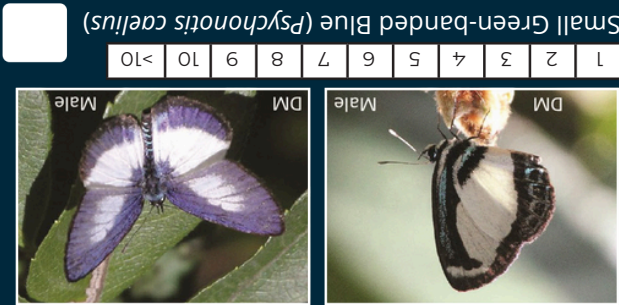 DM Male DM Male
1 2 3 4 5 6 7 8 9 10 >10
Small Green-banded Blue (Psychonotis caelius)